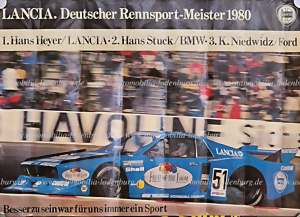 LANCIA. Deutscher Rennsport-Meister 1980
1. Hans Heyer/LANCIA · 2. Hans Stuck/BMW · 3. K. Niedwidz/Ford
HAVOLINE
LANCIA
Shell
51
Besser zu sein war für uns immer ein Sport